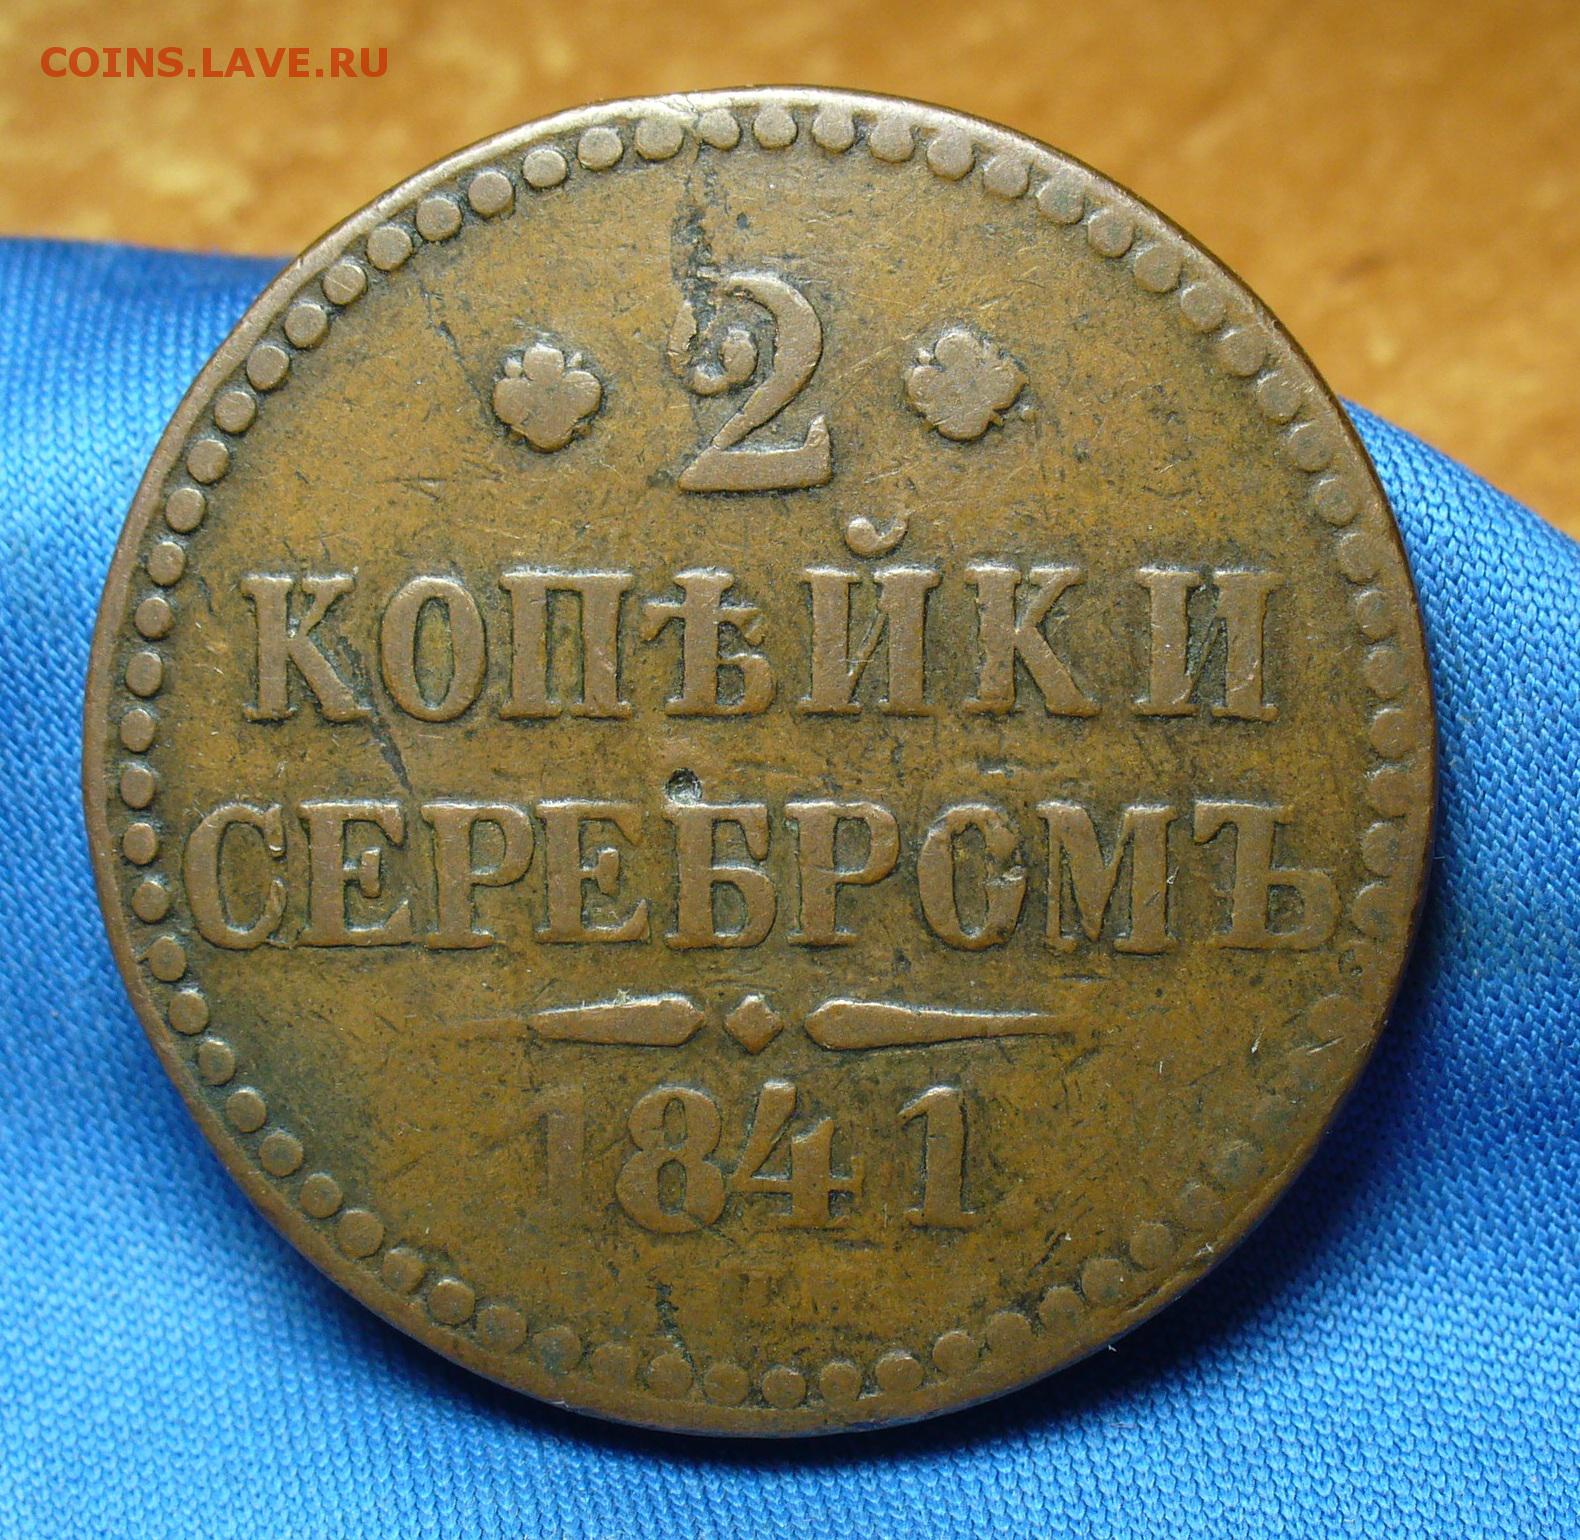 COINS.LAVE.RU
2
КОПѢЙКИ
СЕРЕБРОМЪ
1841